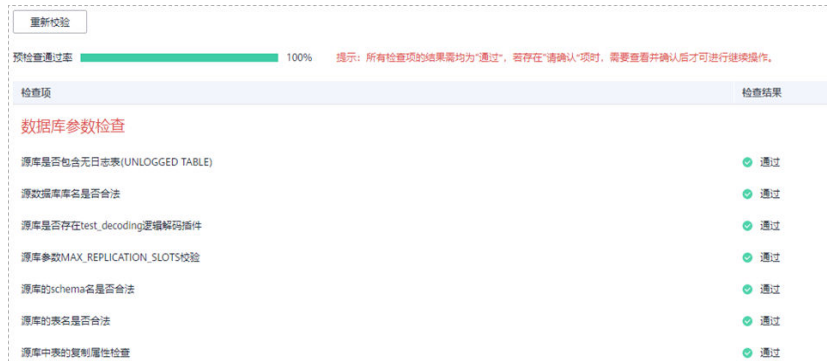 重新校验
预检查通过率 100% 提示：所有检查项的结果需均为“通过”，若存在“请确认”项时，需要查看并确认后才可进行继续操作。
检查项 检查结果
数据库参数检查
源库是否包含无日志表(UNLOGGED TABLE) 通过
源数据库库名是否合法 通过
源库是否存在test_decoding逻辑解码插件 通过
源库参数MAX_REPLICATION_SLOTS校验 通过
源库的schema名是否合法 通过
源库的表名是否合法 通过
源库中表的复制属性检查 通过